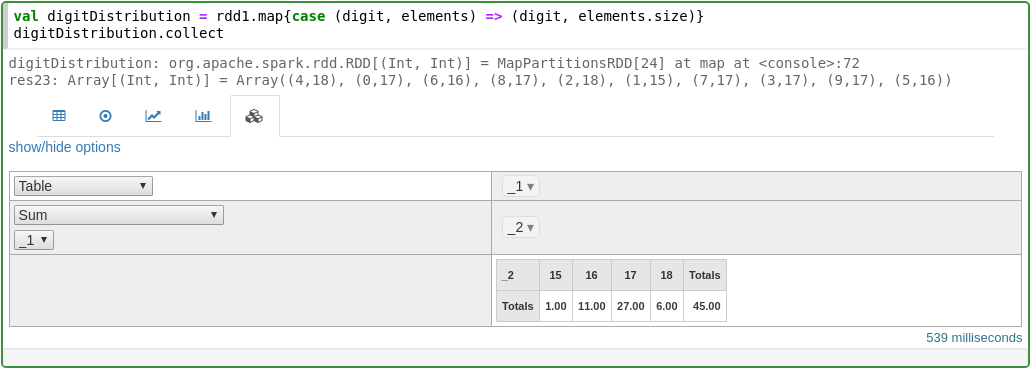 val digitDistribution = rdd1.map{case (digit, elements) => (digit, elements.size)}
digitDistribution.collect
digitDistribution: org.apache.spark.rdd.RDD[(Int, Int)] = MapPartitionsRDD[24] at map at <console>:72
res23: Array[(Int, Int)] = Array((4,18), (0,17), (6,16), (8,17), (2,18), (1,15), (7,17), (3,17), (9,17), (5,16))
show/hide options
Table ▾ _1 ▾
Sum ▾
_2 ▾
_1 ▾
_2 15 16 17 18 Totals
Totals 1.00 11.00 27.00 6.00 45.00
539 milliseconds